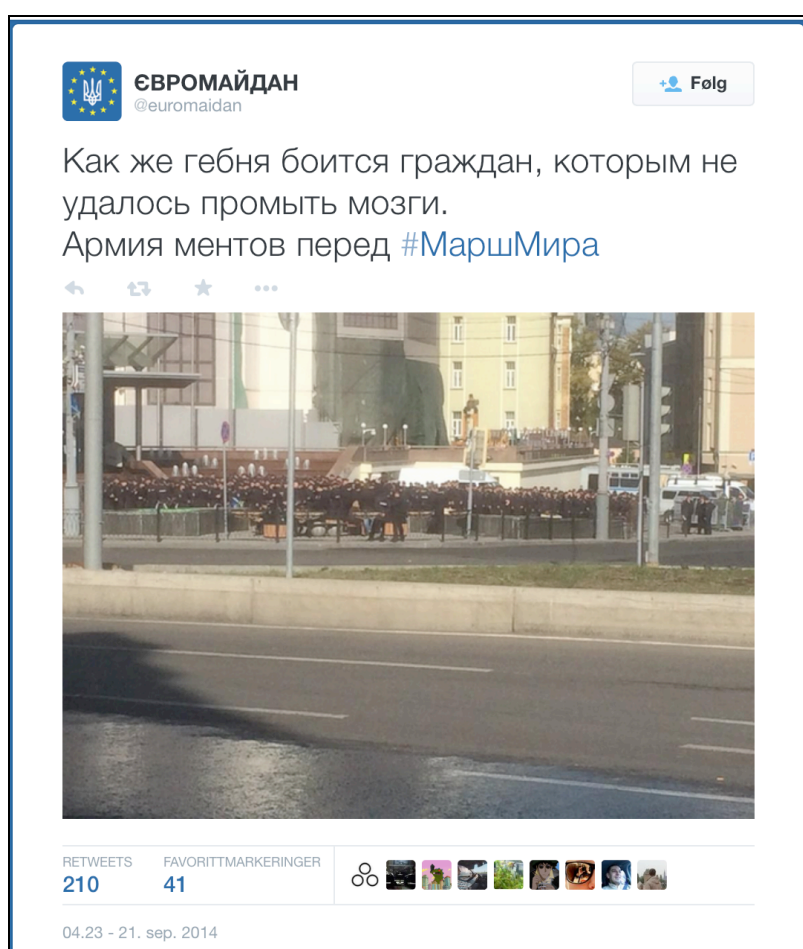 ЄВРОМАЙДАН
@euromaidan
Følg
Как же гебня боится граждан, которым не
удалось промыть мозги.
Армия ментов перед #МаршМира
RETWEETS
FAVORITTMARKERINGER
210
41
04.23 - 21. sep. 2014